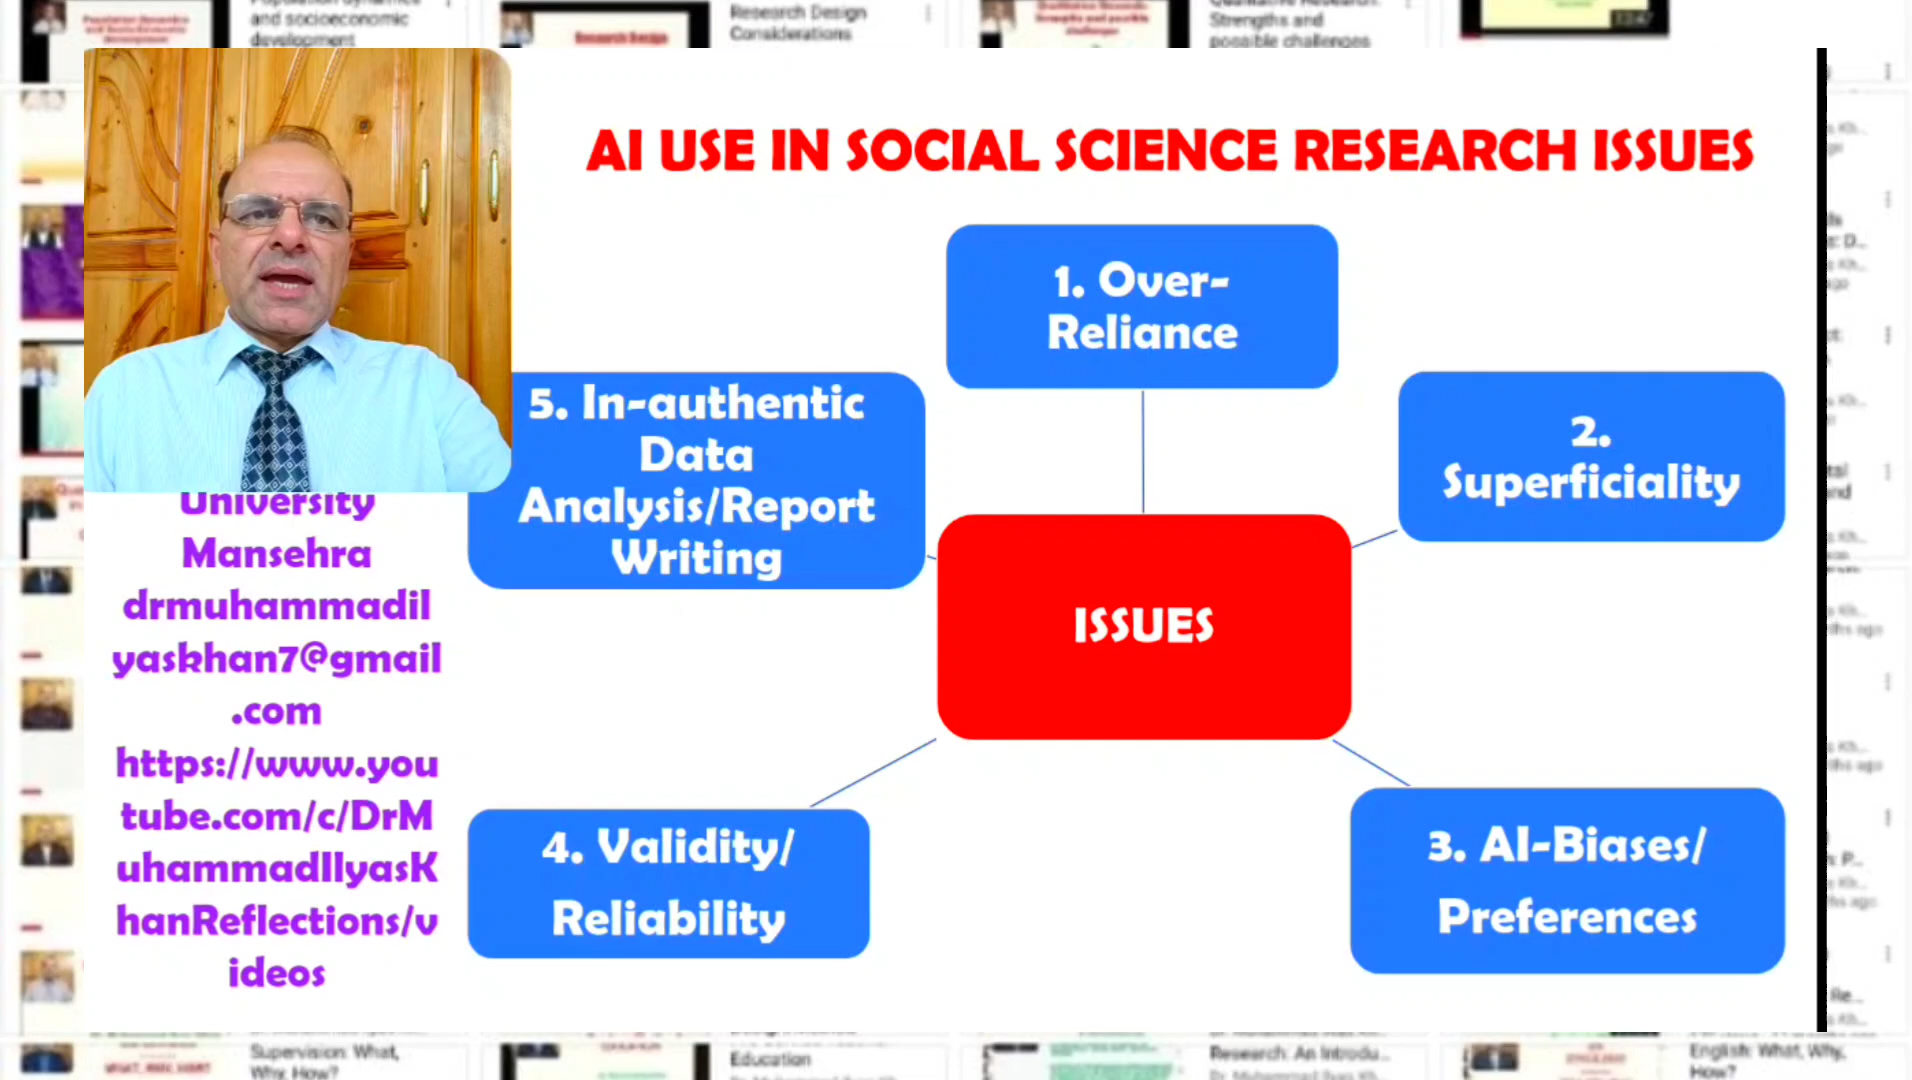 and socioeconomic
development
Research Design
Considerations
Strengths and
possible challenges
AI USE IN SOCIAL SCIENCE RESEARCH ISSUES
1. Over-
Reliance
2.
Superficiality
5. In-authentic
Data
Analysis/Report
Writing
ISSUES
4. Validity/
Reliability
3. AI-Biases/
Preferences
University
Mansehra
drmuhammadil
yaskhan7@gmail
.com
https://www.you
tube.com/c/DrM
uhammadIlyasK
hanReflections/v
ideos
Supervision: What,
Why, How?
Education
Research: An Introdu...
English: What, Why,
How?